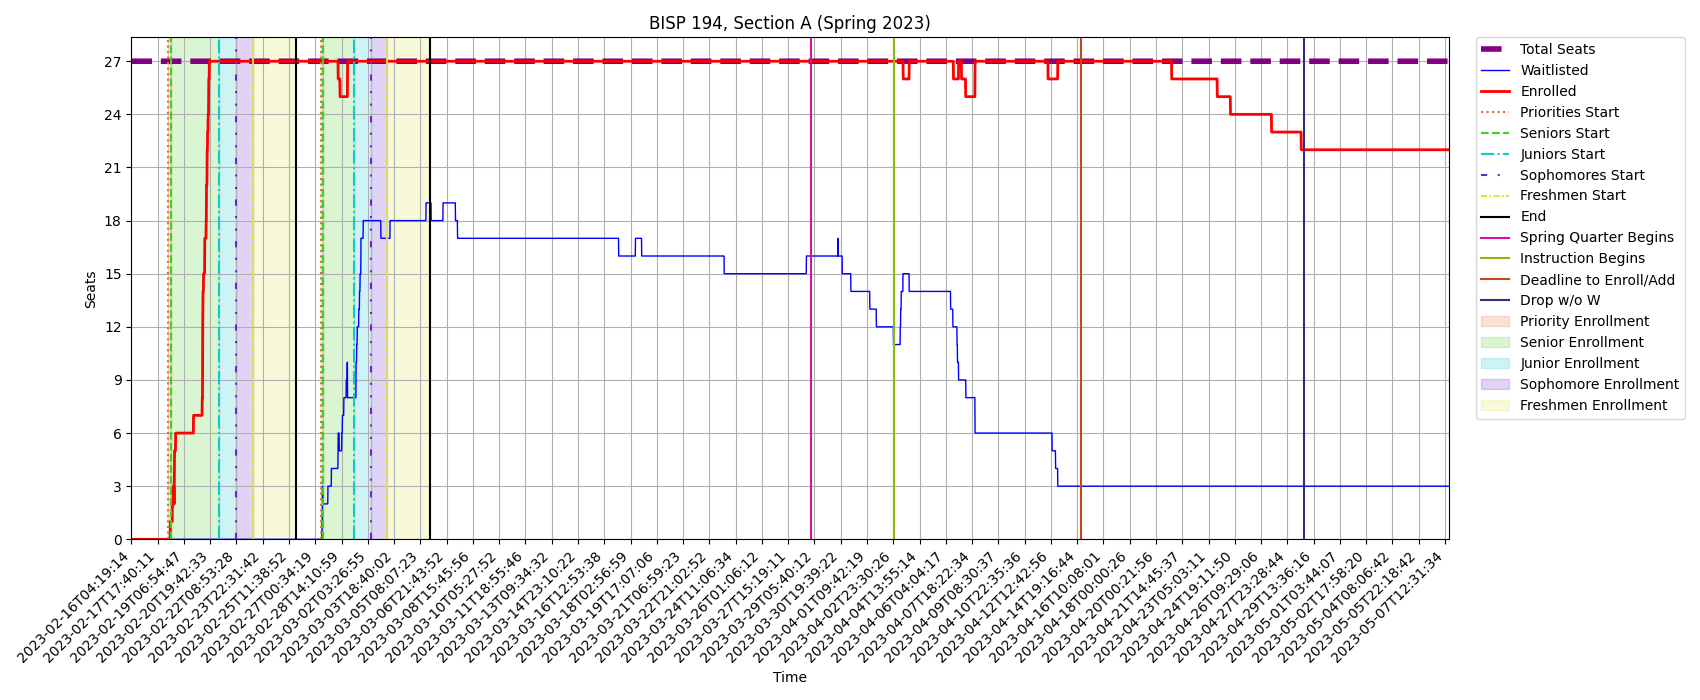 BISP 194, Section A (Spring 2023)
27
24
21
18
15
12
9
6
3
0
Seats
2023-02-16T04:19:14
2023-02-17T17:40:11
2023-02-19T06:54:47
2023-02-20T19:42:33
2023-02-22T08:53:28
2023-02-23T22:31:42
2023-02-25T11:38:52
2023-02-27T00:34:19
2023-02-28T14:10:59
2023-03-02T03:26:55
2023-03-03T18:40:02
2023-03-05T08:07:23
2023-03-06T21:43:52
2023-03-08T15:45:56
2023-03-10T05:27:52
2023-03-11T18:55:46
2023-03-13T09:34:32
2023-03-14T23:10:22
2023-03-16T12:53:38
2023-03-18T02:56:59
2023-03-19T17:07:06
2023-03-21T06:59:23
2023-03-22T21:02:52
2023-03-24T11:06:34
2023-03-26T01:06:12
2023-03-27T15:19:11
2023-03-29T05:40:12
2023-03-30T19:39:22
2023-04-01T09:42:19
2023-04-02T23:30:26
2023-04-04T13:55:14
2023-04-06T04:04:17
2023-04-07T18:22:34
2023-04-09T08:30:37
2023-04-10T22:35:36
2023-04-12T12:42:56
2023-04-14T19:16:44
2023-04-16T10:08:01
2023-04-18T00:00:26
2023-04-20T00:21:56
2023-04-21T14:45:37
2023-04-23T05:03:11
2023-04-24T19:11:50
2023-04-26T09:29:06
2023-04-27T23:28:44
2023-04-29T13:36:16
2023-05-01T03:44:07
2023-05-02T17:58:20
2023-05-04T08:06:42
2023-05-05T22:18:42
2023-05-07T12:31:34
Time
Total Seats
Waitlisted
Enrolled
Priorities Start
Seniors Start
Juniors Start
Sophomores Start
Freshmen Start
End
Spring Quarter Begins
Instruction Begins
Deadline to Enroll/Add
Drop w/o W
Priority Enrollment
Senior Enrollment
Junior Enrollment
Sophomore Enrollment
Freshmen Enrollment